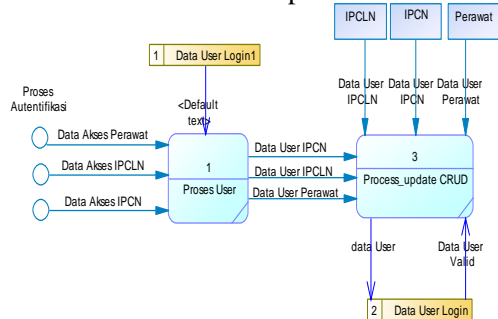 IPCLN
IPCN
Perawat
1 Data User Login1
Data User
IPCLN
Data User
IPCN
Data User
Perawat
Proses
Autentifikasi
<Default
text>
Data Akses Perawat
Data Akses IPCLN
Data Akses IPCN
1
Proses User
Data User IPCN
Data User IPCLN
Data User Perawat
3
Process_update CRUD
data User
Data User
Valid
2 Data User Login